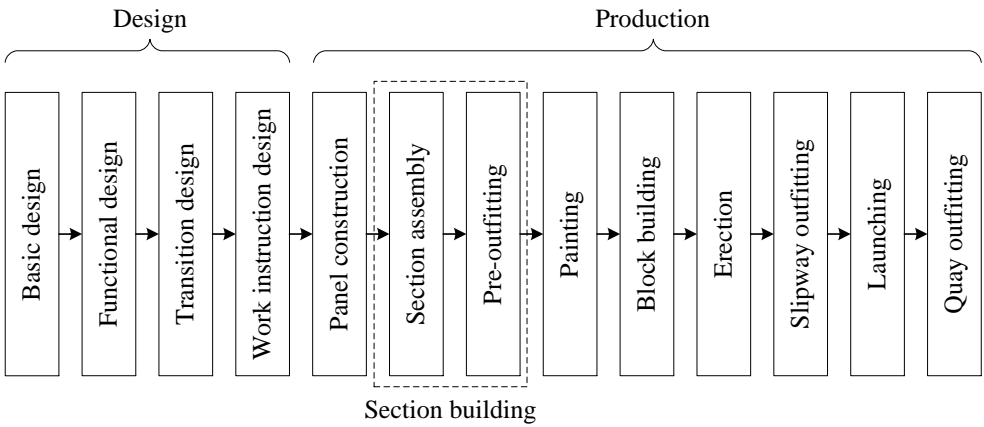 Design
Production
Basic design
Functional design
Transition design
Work instruction design
Panel construction
Section assembly
Pre-outfitting
Painting
Block building
Erection
Slipway outfitting
Launching
Quay outfitting
Section building